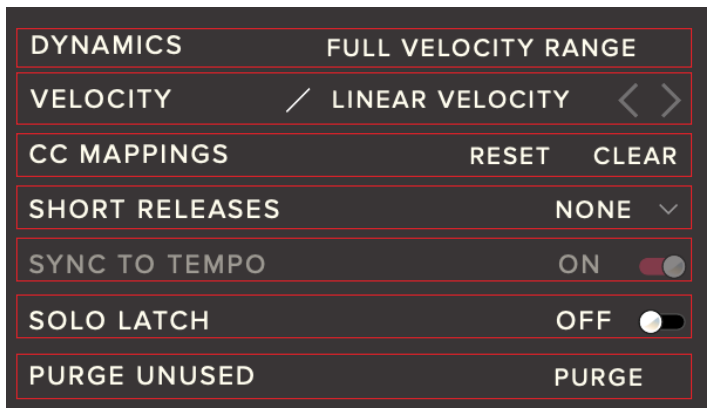 DYNAMICS FULL VELOCITY RANGE
VELOCITY LINEAR VELOCITY
CC MAPPINGS RESET CLEAR
SHORT RELEASES NONE
SYNC TO TEMPO ON
SOLO LATCH OFF
PURGE UNUSED PURGE